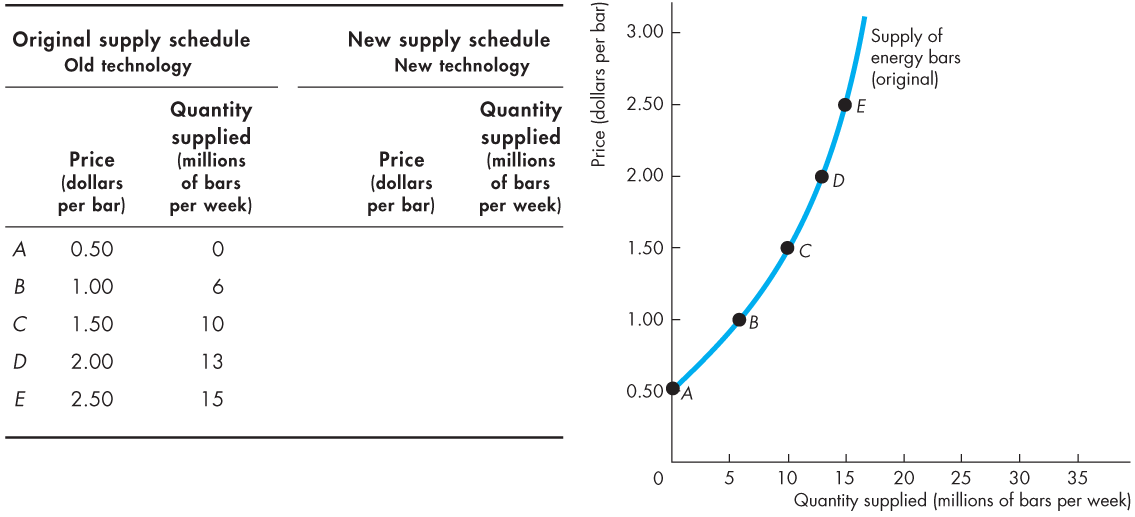 Original supply schedule
Old technology
New supply schedule
New technology
Price
(dollars
per bar)
Quantity
supplied
(millions
of bars
per week)
Price
(dollars
per bar)
Quantity
supplied
(millions
of bars
per week)
A 0.50 0
B 1.00 6
C 1.50 10
D 2.00 13
E 2.50 15
Price (dollars per bar)
3.00
2.50
2.00
1.50
1.00
0.50
Supply of
energy bars
(original)
E
D
C
B
A
0 5 10 15 20 25 30 35
Quantity supplied (millions of bars per week)